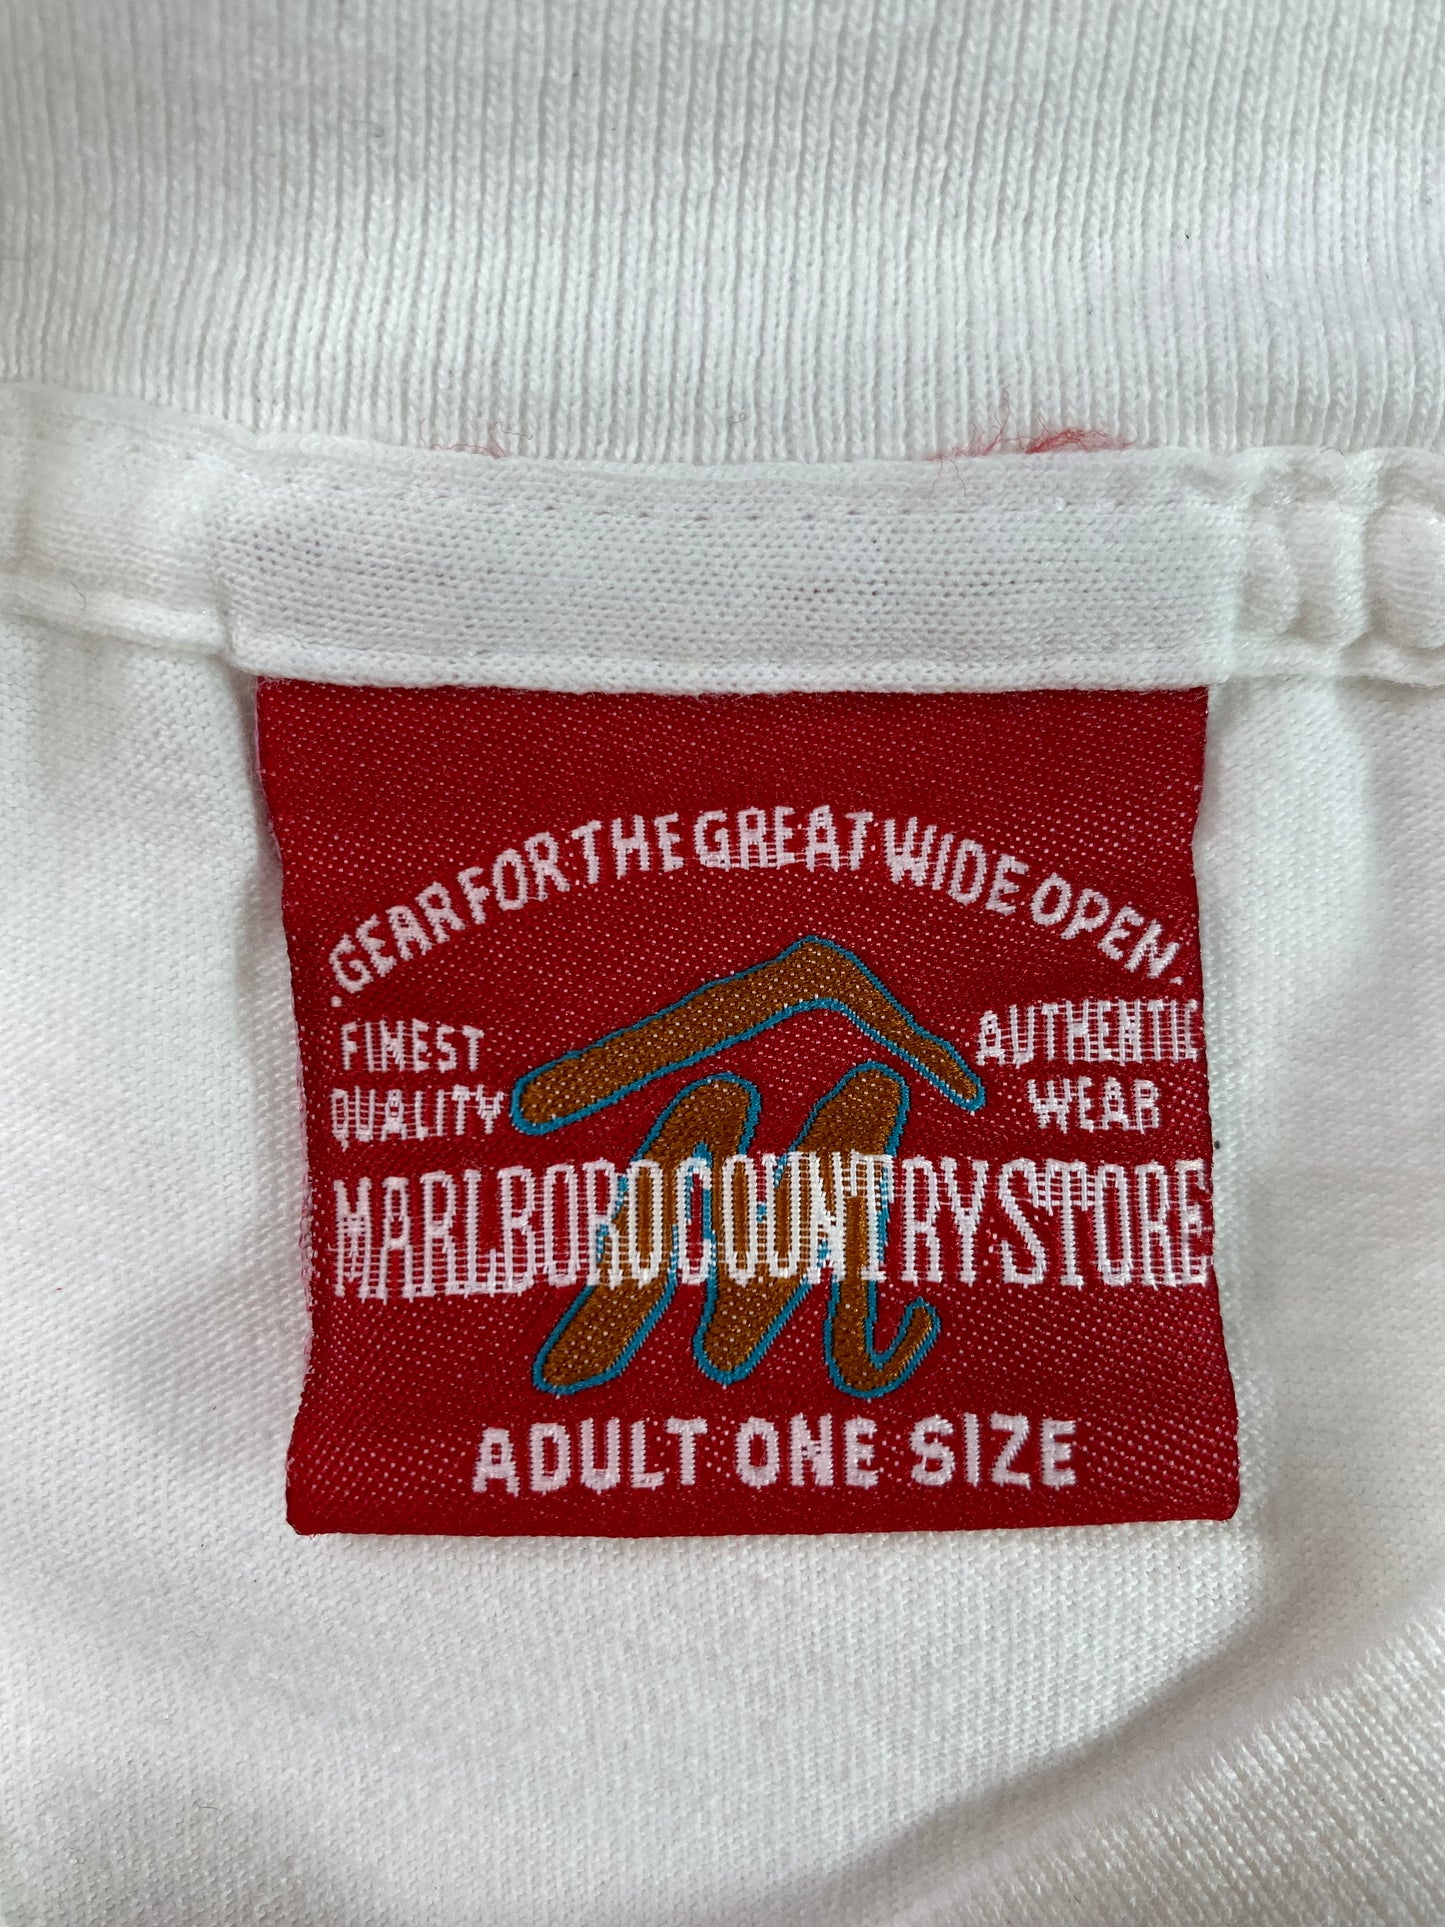 .GEAR FOR THE GREAT WIDE OPEN.
FINEST QUALITY
AUTHENTIC WEAR
MARLBORO COUNTRY STORE
M
ADULT ONE SIZE